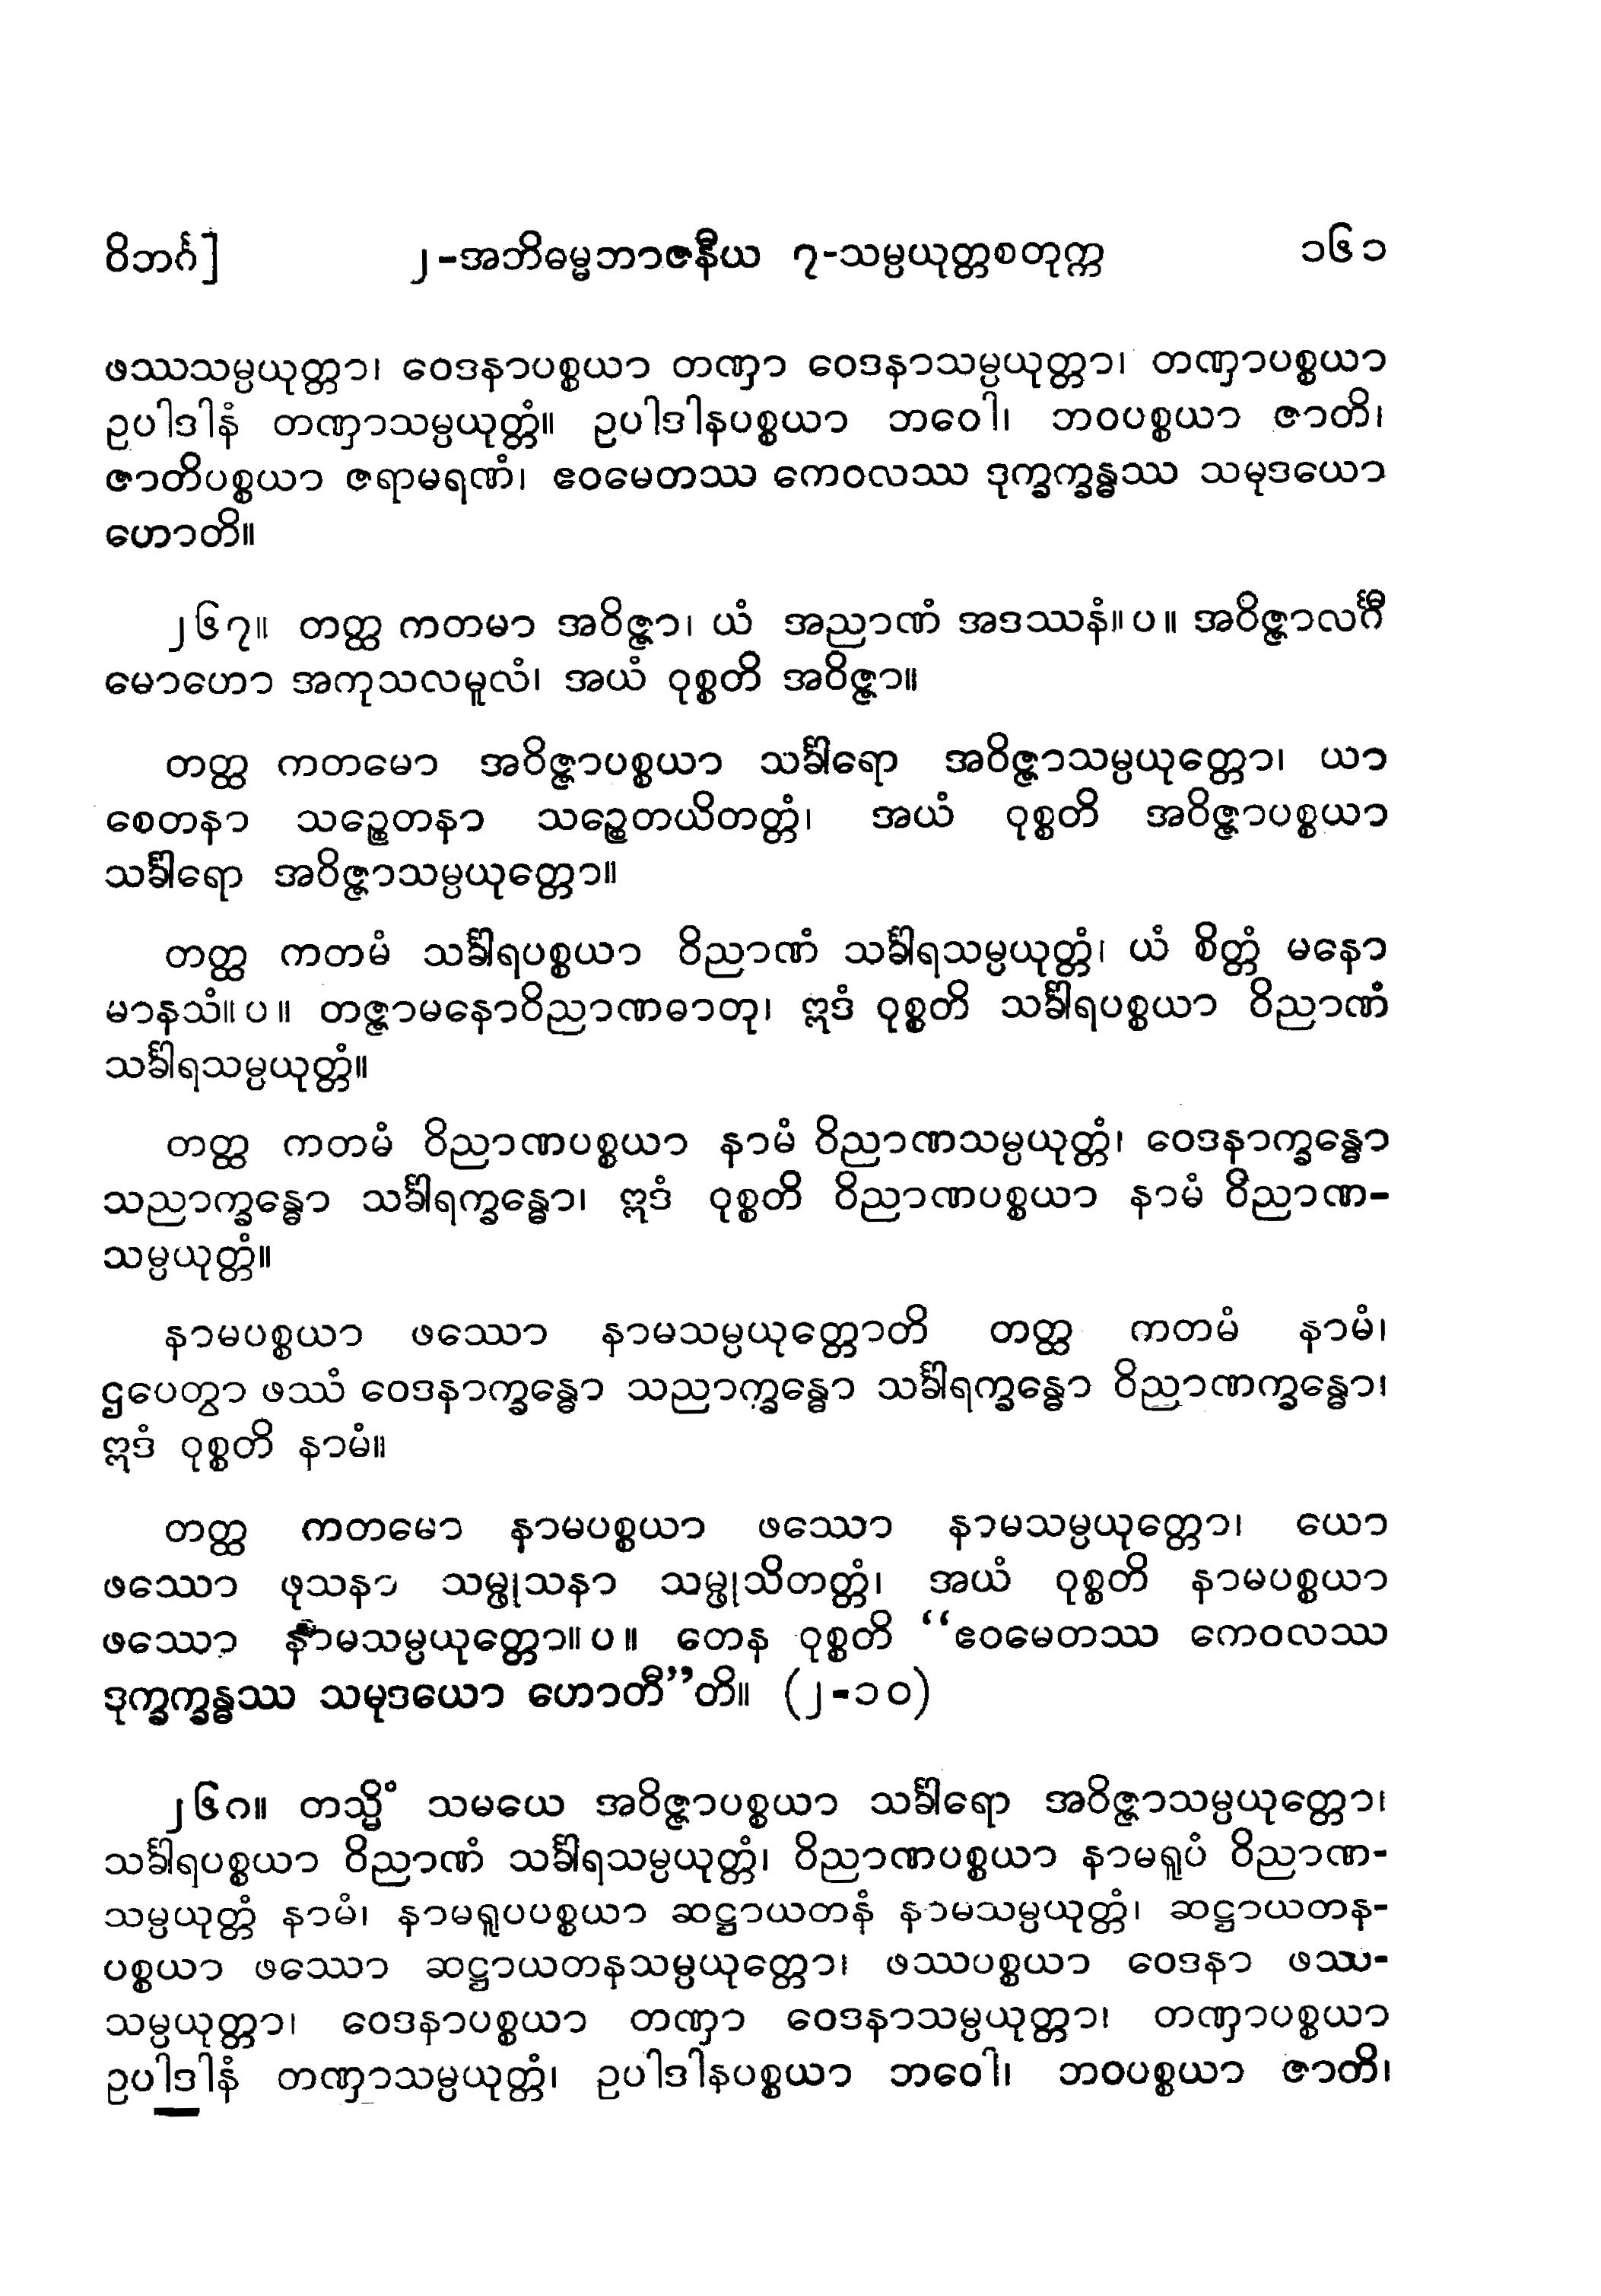 ဝိဘင်္ဂ] ၂-အဘိဓမ္မဘာဇနီယ ၇-သမ္ပယုတ္တစတုက္က ၁၆၁
ဖဿသမ္ပယုတ္တာ၊ ဝေဒနာပစ္စယာ တဏှာ ဝေဒနာသမ္ပယုတ္တာ၊ တဏှာပစ္စယာ
ဥပါဒါနံ တဏှာသမ္ပယုတ္တံ။ ဥပါဒါနပစ္စယာ ဘဝေါ၊ ဘဝပစ္စယာ ဇာတိ၊
ဇာတိပစ္စယာ ဇရာမရဏံ၊ ဧဝမေတဿ ကေဝလဿ ဒုက္ခက္ခန္ဓဿ သမုဒယော
ဟောတိ။
၂၆၇။ တတ္ထ ကတမာ အဝိဇ္ဇာ၊ ယံ အညာဏံ အဒဿနံ။ပ။ အဝိဇ္ဇာလင်္ဂီ
မောဟော အကုသလမူလံ၊ အယံ ဝုစ္စတိ အဝိဇ္ဇာ။
တတ္ထ ကတမော အဝိဇ္ဇာပစ္စယာ သင်္ခါရော အဝိဇ္ဇာသမ္ပယုတ္တော၊ ယာ
စေတနာ သဉ္စေတနာ သဉ္စေတယိတတ္တံ၊ အယံ ဝုစ္စတိ အဝိဇ္ဇာပစ္စယာ
သင်္ခါရော အဝိဇ္ဇာသမ္ပယုတ္တော။
တတ္ထ ကတမံ သင်္ခါရပစ္စယာ ဝိညာဏံ သင်္ခါရသမ္ပယုတ္တံ၊ ယံ စိတ္တံ မနော
မာနသံ။ပ။ တဇ္ဇာမနောဝိညာဏဓာတု၊ ဣဒံ ဝုစ္စတိ သင်္ခါရပစ္စယာ ဝိညာဏံ
သင်္ခါရသမ္ပယုတ္တံ။
တတ္ထ ကတမံ ဝိညာဏပစ္စယာ နာမံ ဝိညာဏသမ္ပယုတ္တံ၊ ဝေဒနာက္ခန္ဓော
သညာက္ခန္ဓော သင်္ခါရက္ခန္ဓော၊ ဣဒံ ဝုစ္စတိ ဝိညာဏပစ္စယာ နာမံ ဝိညာဏ-
သမ္ပယုတ္တံ။
နာမပစ္စယာ ဖဿော နာမသမ္ပယုတ္တောတိ တတ္ထ ကတမံ နာမံ၊
ဌပေတွာ ဖဿံ ဝေဒနာက္ခန္ဓော သညာက္ခန္ဓော သင်္ခါရက္ခန္ဓော ဝိညာဏက္ခန္ဓော၊
ဣဒံ ဝုစ္စတိ နာမံ။
တတ္ထ ကတမော နာမပစ္စယာ ဖဿော နာမသမ္ပယုတ္တော၊ ယော
ဖဿော ဖုသနာ သမ္ဖုသနာ သမ္ဖုသိတတ္တံ၊ အယံ ဝုစ္စတိ နာမပစ္စယာ
ဖဿော နာမသမ္ပယုတ္တော။ပ။ တေန ဝုစ္စတိ “ဧဝမေတဿ ကေဝလဿ
ဒုက္ခက္ခန္ဓဿ သမုဒယော ဟောတီ”တိ။ (၂-၁၀)
၂၆၈။ တသ္မိံ သမယေ အဝိဇ္ဇာပစ္စယာ သင်္ခါရော အဝိဇ္ဇာသမ္ပယုတ္တော၊
သင်္ခါရပစ္စယာ ဝိညာဏံ သင်္ခါရသမ္ပယုတ္တံ၊ ဝိညာဏပစ္စယာ နာမရူပံ ဝိညာဏ-
သမ္ပယုတ္တံ နာမံ၊ နာမရူပပစ္စယာ ဆဋ္ဌာယတနံ နာမသမ္ပယုတ္တံ၊ ဆဋ္ဌာယတန-
ပစ္စယာ ဖဿော ဆဋ္ဌာယတနသမ္ပယုတ္တော၊ ဖဿပစ္စယာ ဝေဒနာ ဖဿ-
သမ္ပယုတ္တာ၊ ဝေဒနာပစ္စယာ တဏှာ ဝေဒနာသမ္ပယုတ္တာ၊ တဏှာပစ္စယာ
ဥပါဒါနံ တဏှာသမ္ပယုတ္တံ၊ ဥပါဒါနပစ္စယာ ဘဝေါ၊ ဘဝပစ္စယာ ဇာတိ၊